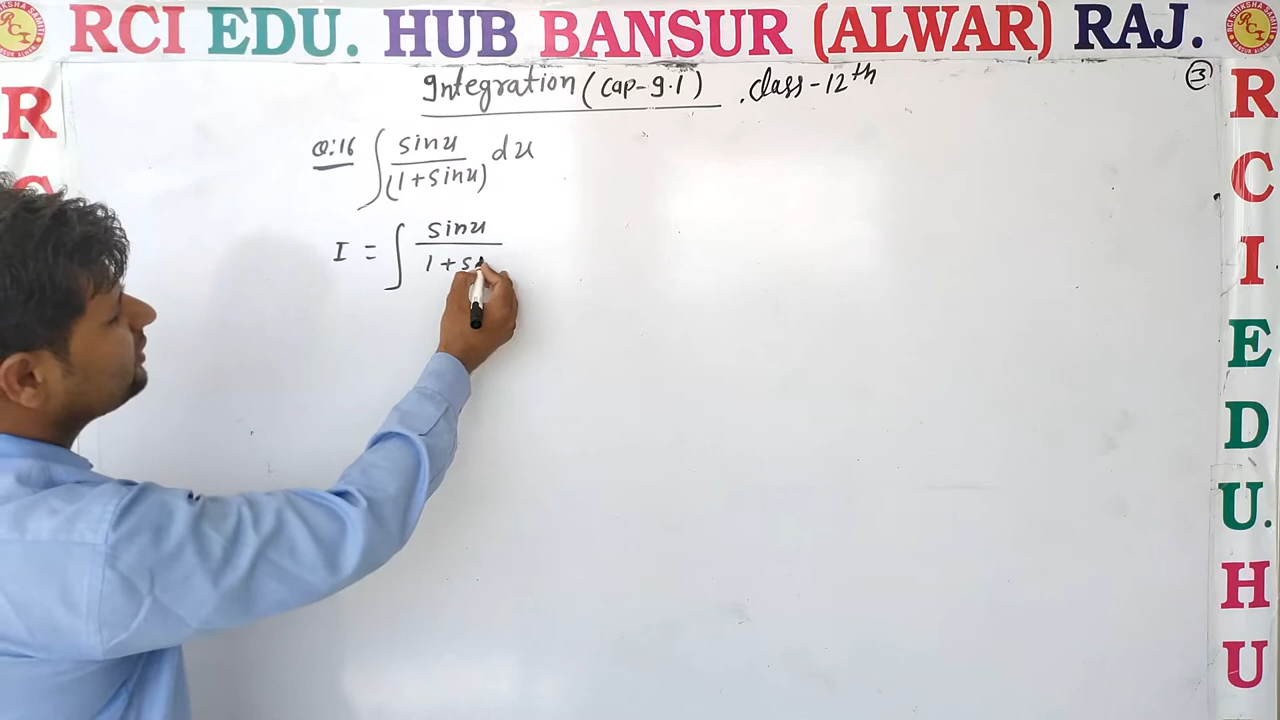 RCI EDU. HUB BANSUR (ALWAR) RAJ.
Integration (Cap-9.1) . Class-12th
③
Q.16 ∫ sinx/(1+sinx) dx
I = ∫ sinx/1+s
R
C
R
C
I
E
D
U.
H
U